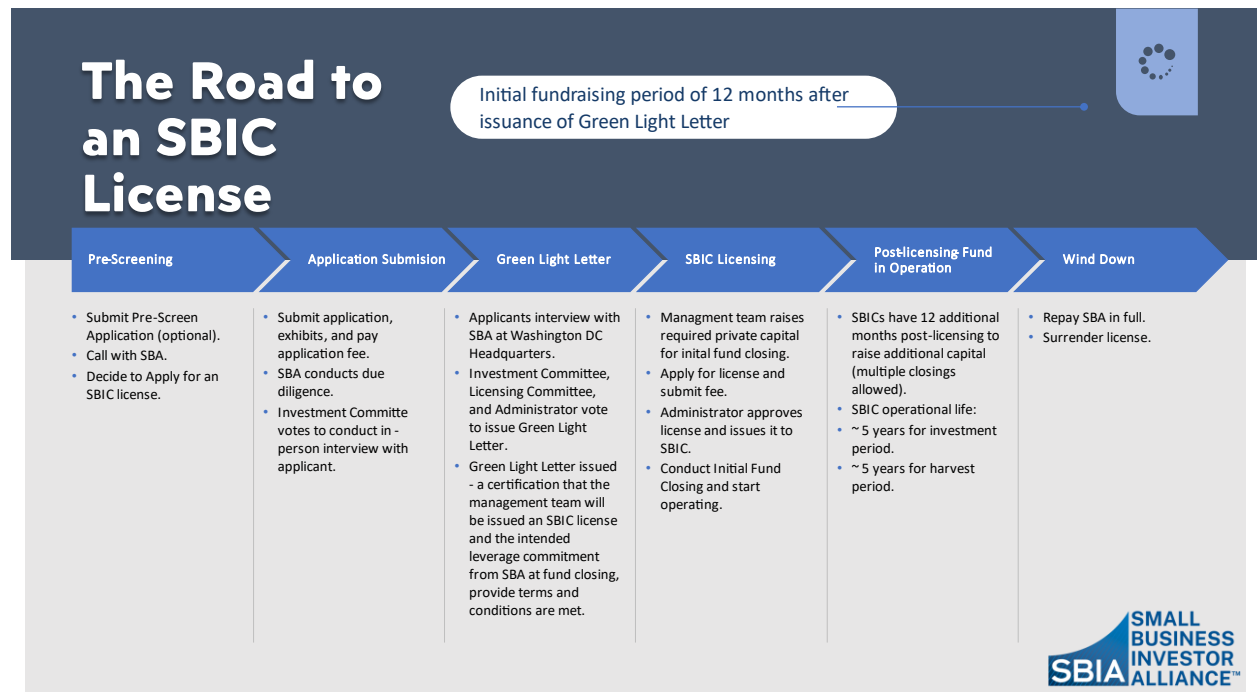 The Road to
an SBIC
License
Initial fundraising period of 12 months after
issuance of Green Light Letter
Pre-Screening
Application Submision
Green Light Letter
SBIC Licensing
Post-licensing- Fund
in Operation
Wind Down
• Submit Pre-Screen
Application (optional).
• Call with SBA.
• Decide to Apply for an
SBIC license.
• Submit application,
exhibits, and pay
application fee.
• SBA conducts due
diligence.
• Investment Committe
votes to conduct in -
person interview with
applicant.
• Applicants interview with
SBA at Washington DC
Headquarters.
• Investment Committee,
Licensing Committee,
and Administrator vote
to issue Green Light
Letter.
• Green Light Letter issued
- a certification that the
management team will
be issued an SBIC license
and the intended
leverage commitment
from SBA at fund closing,
provide terms and
conditions are met.
• Managment team raises
required private capital
for inital fund closing.
• Apply for license and
submit fee.
• Administrator approves
license and issues it to
SBIC.
• Conduct Initial Fund
Closing and start
operating.
• SBICs have 12 additional
months post-licensing to
raise additional capital
(multiple closings
allowed).
• SBIC operational life:
• ~ 5 years for investment
period.
• ~ 5 years for harvest
period.
• Repay SBA in full.
• Surrender license.
SBIA
SMALL
BUSINESS
INVESTOR
ALLIANCE™